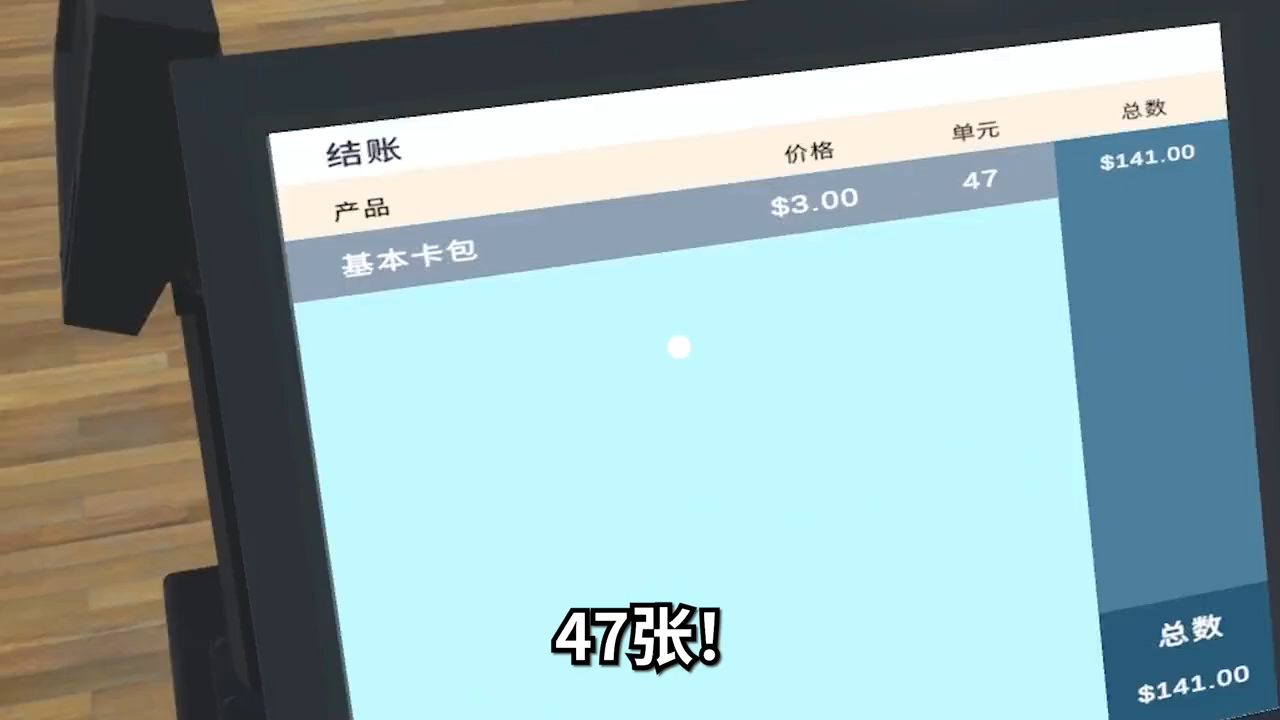 结账
产品 价格 单元 总数
基本卡包 $3.00 47 $141.00
总数
$141.00
47张!